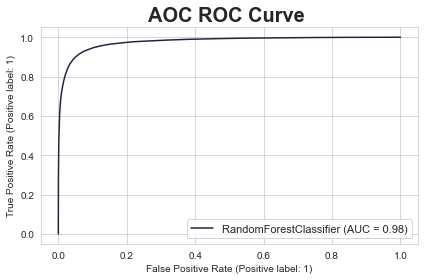 AOC ROC Curve
1.0
0.8
0.6
0.4
0.2
0.0
True Positive Rate (Positive label: 1)
RandomForestClassifier (AUC = 0.98)
0.0 0.2 0.4 0.6 0.8 1.0
False Positive Rate (Positive label: 1)